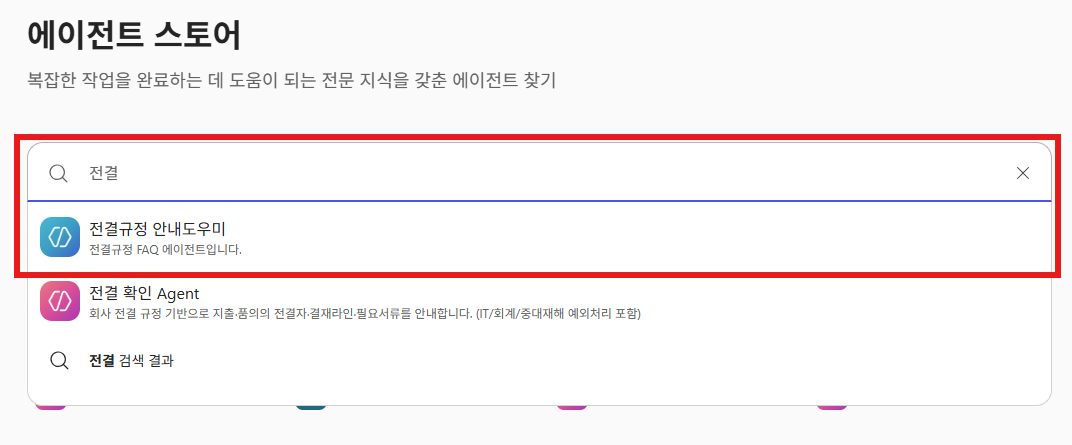 에이전트 스토어
복잡한 작업을 완료하는 데 도움이 되는 전문 지식을 갖춘 에이전트 찾기
전결
전결규정 안내도우미
전결규정 FAQ 에이전트입니다.
전결 확인 Agent
회사 전결 규정 기반으로 지출·품의의 전결자·결재라인·필요서류를 안내합니다. (IT/회계/중대재해 예외처리 포함)
전결 검색 결과